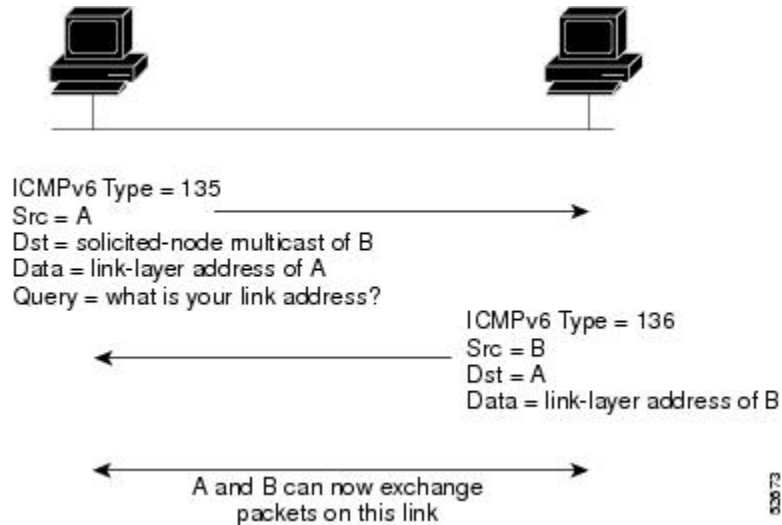 ICMPv6 Type = 135
Src = A
Dst = solicited-node multicast of B
Data = link-layer address of A
Query = what is your link address?
ICMPv6 Type = 136
Src = B
Dst = A
Data = link-layer address of B
A and B can now exchange
packets on this link
53673